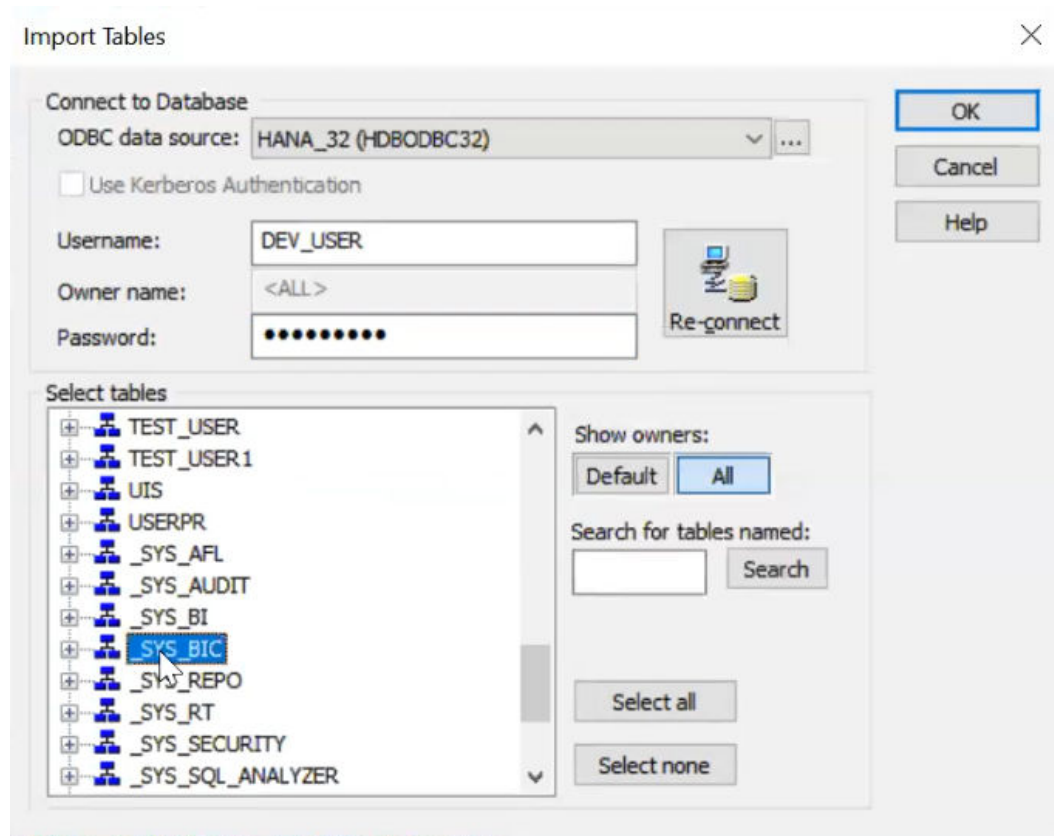 Import Tables
Connect to Database
ODBC data source: HANA_32 (HDBODBC32) ...
Use Kerberos Authentication
Username: DEV_USER
Owner name: <ALL>
Password: •••••••••
Re-connect
OK
Cancel
Help
Select tables
TEST_USER
TEST_USER1
UIS
USERPR
_SYS_AFL
_SYS_AUDIT
_SYS_BI
_SYS_BIC
_SYS_REPO
_SYS_RT
_SYS_SECURITY
_SYS_SQL_ANALYZER
Show owners:
Default All
Search for tables named:
Search
Select all
Select none